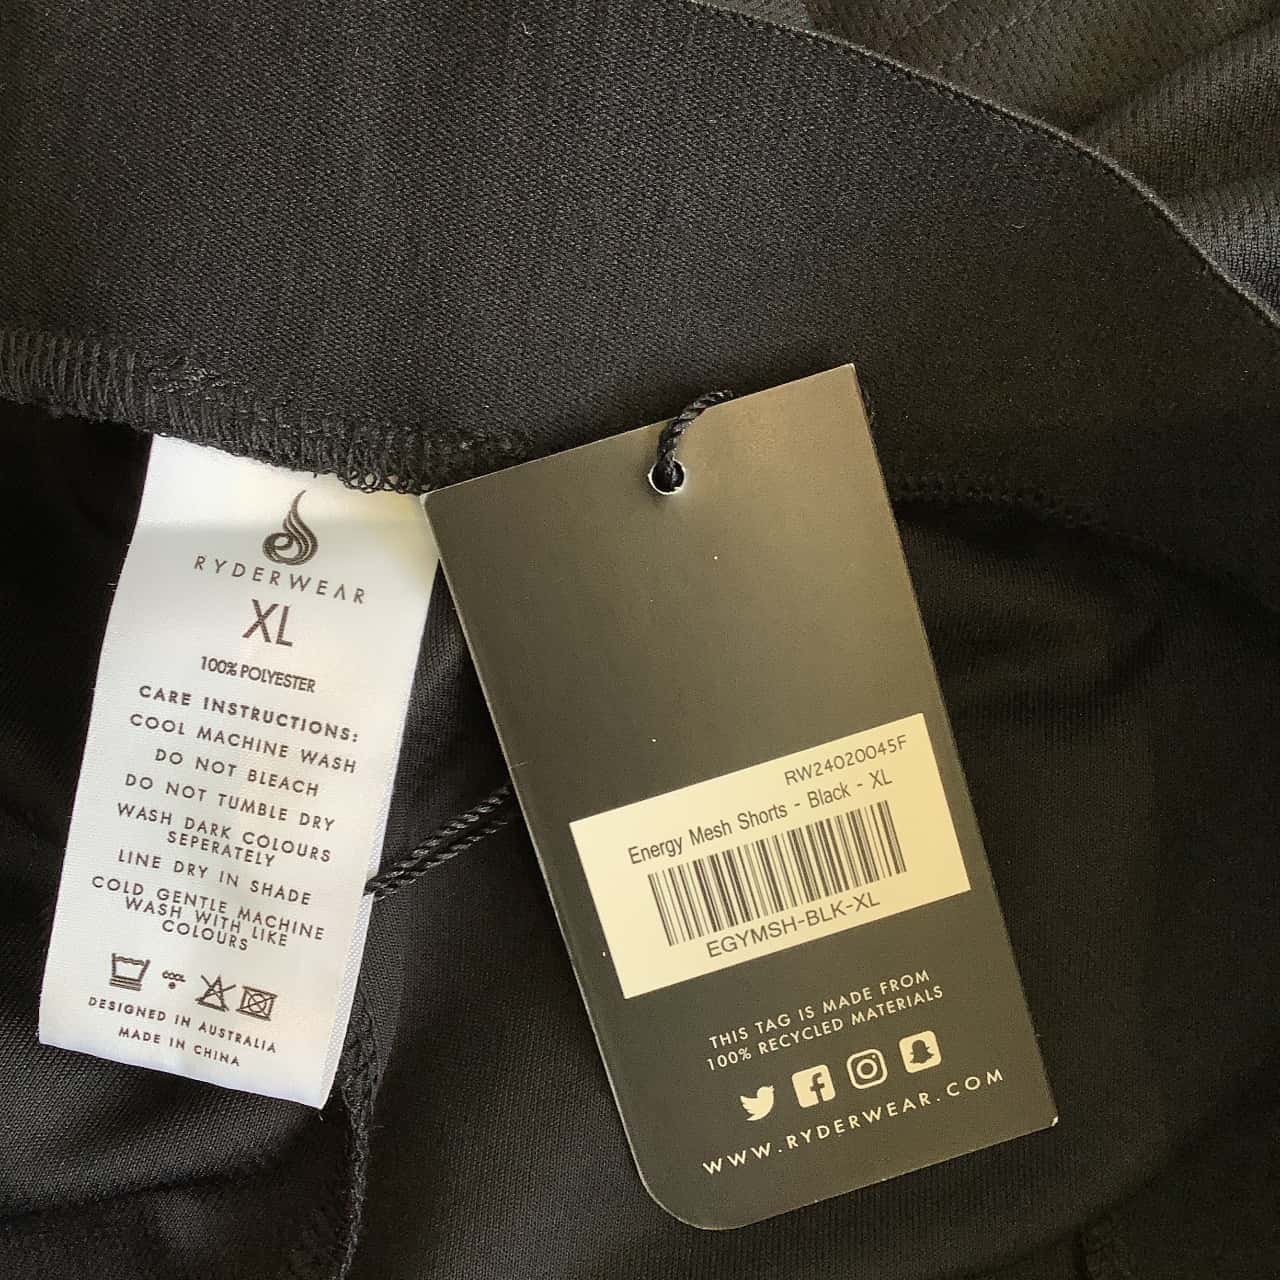 RYDERWEAR
XL
100% POLYESTER
CARE INSTRUCTIONS:
COOL MACHINE WASH
DO NOT BLEACH
DO NOT TUMBLE DRY
WASH DARK COLOURS
SEPERATELY
LINE DRY IN SHADE
COLD GENTLE MACHINE
WASH WITH LIKE
COLOURS
COOL
DESIGNED IN AUSTRALIA
MADE IN CHINA
RW24020045F
Energy Mesh Shorts - Black - XL
EGYMSH-BLK-XL
THIS TAG IS MADE FROM
100% RECYCLED MATERIALS
WWW.RYDERWEAR.COM